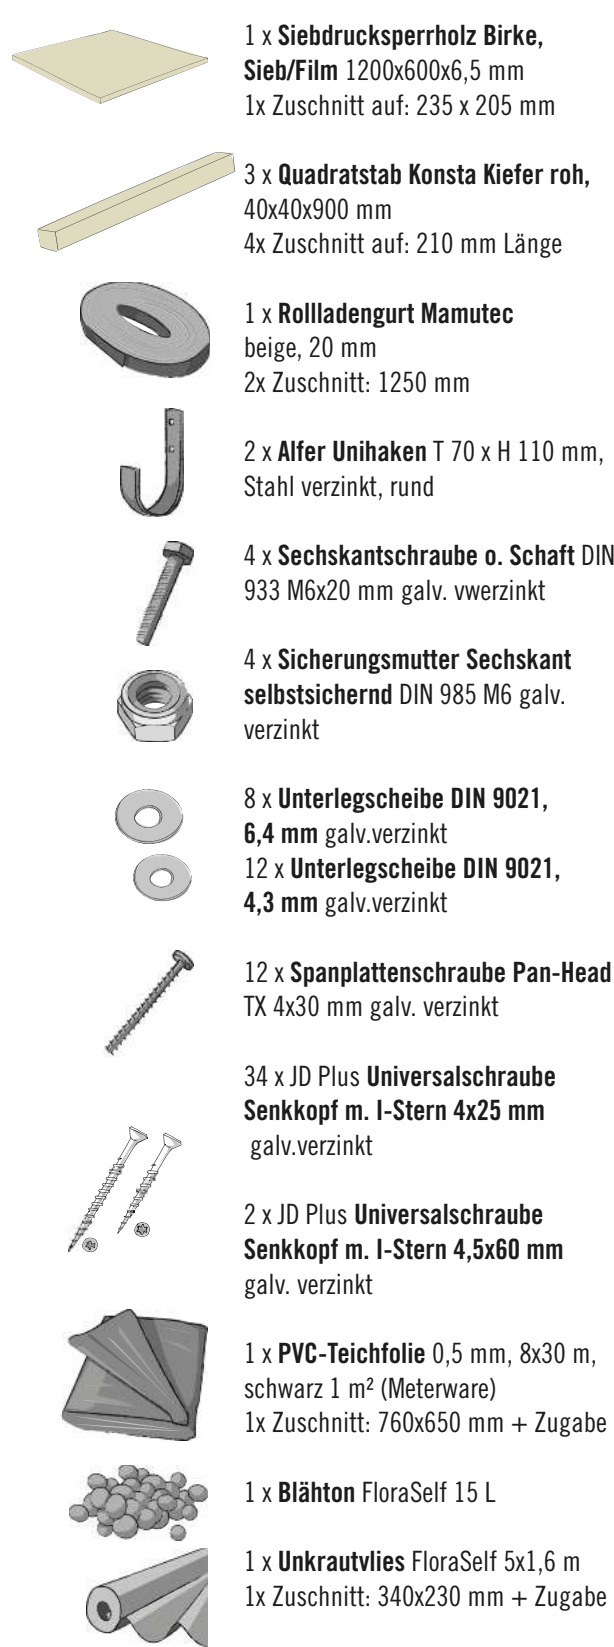 1 x Siebdrucksperrholz Birke,
Sieb/Film 1200x600x6,5 mm
1x Zuschnitt auf: 235 x 205 mm
3 x Quadratstab Konsta Kiefer roh,
40x40x900 mm
4x Zuschnitt auf: 210 mm Länge
1 x Rollladengurt Mamutec
beige, 20 mm
2x Zuschnitt: 1250 mm
2 x Alfer Unihaken T 70 x H 110 mm,
Stahl verzinkt, rund
4 x Sechskantschraube o. Schaft DIN
933 M6x20 mm galv. vwerzinkt
4 x Sicherungsmutter Sechskant
selbstsichernd DIN 985 M6 galv.
verzinkt
8 x Unterlegscheibe DIN 9021,
6,4 mm galv.verzinkt
12 x Unterlegscheibe DIN 9021,
4,3 mm galv.verzinkt
12 x Spanplattenschraube Pan-Head
TX 4x30 mm galv. verzinkt
34 x JD Plus Universalschraube
Senkkopf m. I-Stern 4x25 mm
galv.verzinkt
2 x JD Plus Universalschraube
Senkkopf m. I-Stern 4,5x60 mm
galv. verzinkt
1 x PVC-Teichfolie 0,5 mm, 8x30 m,
schwarz 1 m² (Meterware)
1x Zuschnitt: 760x650 mm + Zugabe
1 x Blähton FloraSelf 15 L
1 x Unkrautvlies FloraSelf 5x1,6 m
1x Zuschnitt: 340x230 mm + Zugabe